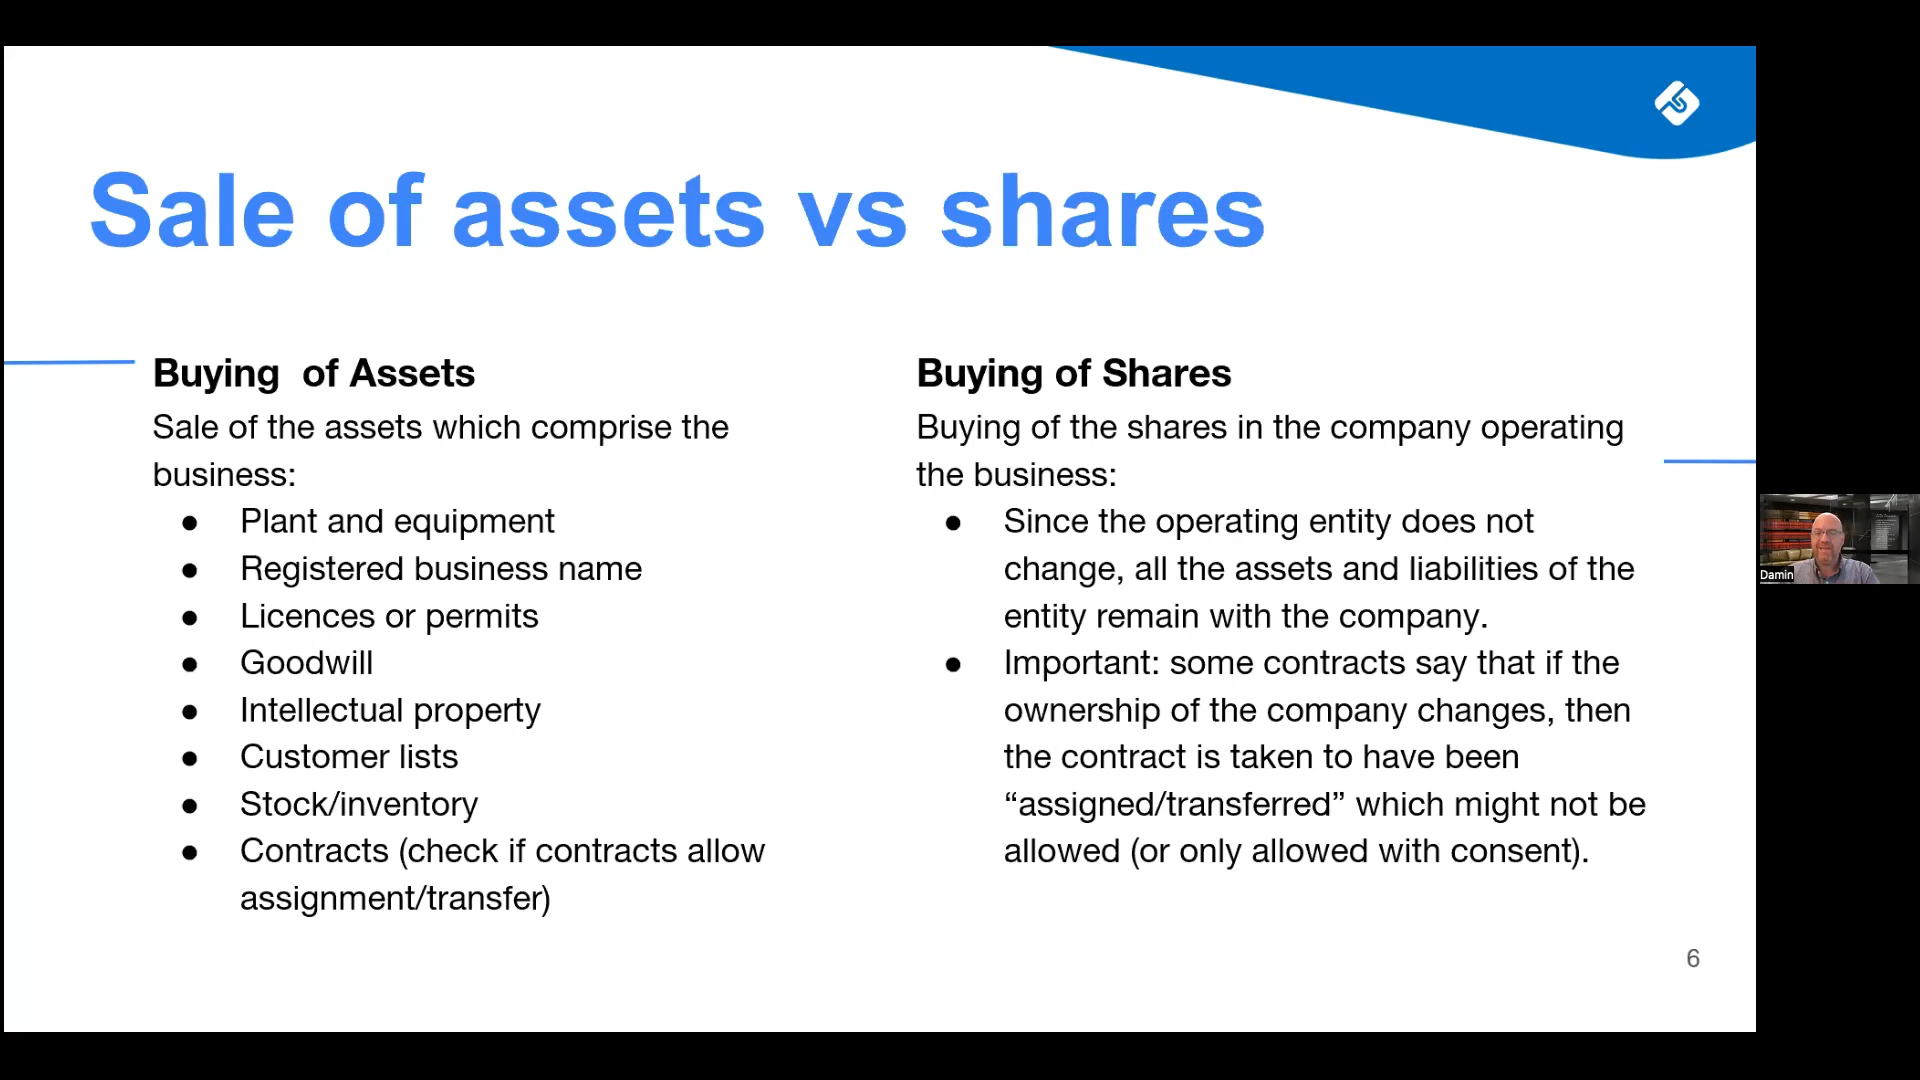 Sale of assets vs shares
Buying  of Assets
Sale of the assets which comprise the
business:
● Plant and equipment
● Registered business name
● Licences or permits
● Goodwill
● Intellectual property
● Customer lists
● Stock/inventory
● Contracts (check if contracts allow
assignment/transfer)
Buying of Shares
Buying of the shares in the company operating
the business:
● Since the operating entity does not
change, all the assets and liabilities of the
entity remain with the company.
● Important: some contracts say that if the
ownership of the company changes, then
the contract is taken to have been
“assigned/transferred” which might not be
allowed (or only allowed with consent).
6
Damin